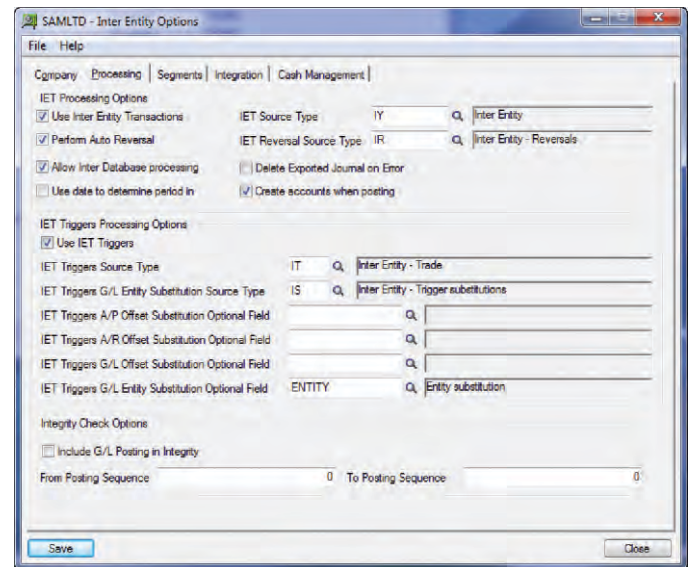 SAMLTD - Inter Entity Options
File Help
Company Processing Segments Integration Cash Management
IET Processing Options
Use Inter Entity Transactions IET Source Type IY Inter Entity
Perform Auto Reversal IET Reversal Source Type IR Inter Entity - Reversals
Allow Inter Database processing Delete Exported Journal on Error
Use date to determine period in Create accounts when posting
IET Triggers Processing Options
Use IET Triggers
IET Triggers Source Type IT Inter Entity - Trade
IET Triggers G/L Entity Substitution Source Type IS Inter Entity - Trigger substitutions
IET Triggers A/P Offset Substitution Optional Field
IET Triggers A/R Offset Substitution Optional Field
IET Triggers G/L Offset Substitution Optional Field
IET Triggers G/L Entity Substitution Optional Field ENTITY Entity substitution
Integrity Check Options
Include G/L Posting in Integrity
From Posting Sequence 0 To Posting Sequence 0
Save Close